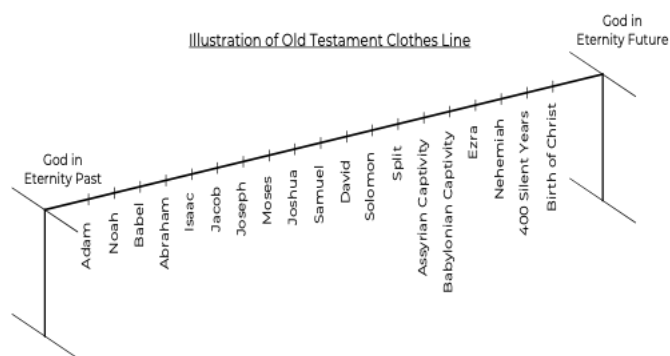 Illustration of Old Testament Clothes Line
God in
Eternity Future
God in
Eternity Past
Adam
Noah
Babel
Abraham
Isaac
Jacob
Joseph
Moses
Joshua
Samuel
David
Solomon
Split
Assyrian Captivity
Babylonian Captivity
Ezra
Nehemiah
400 Silent Years
Birth of Christ